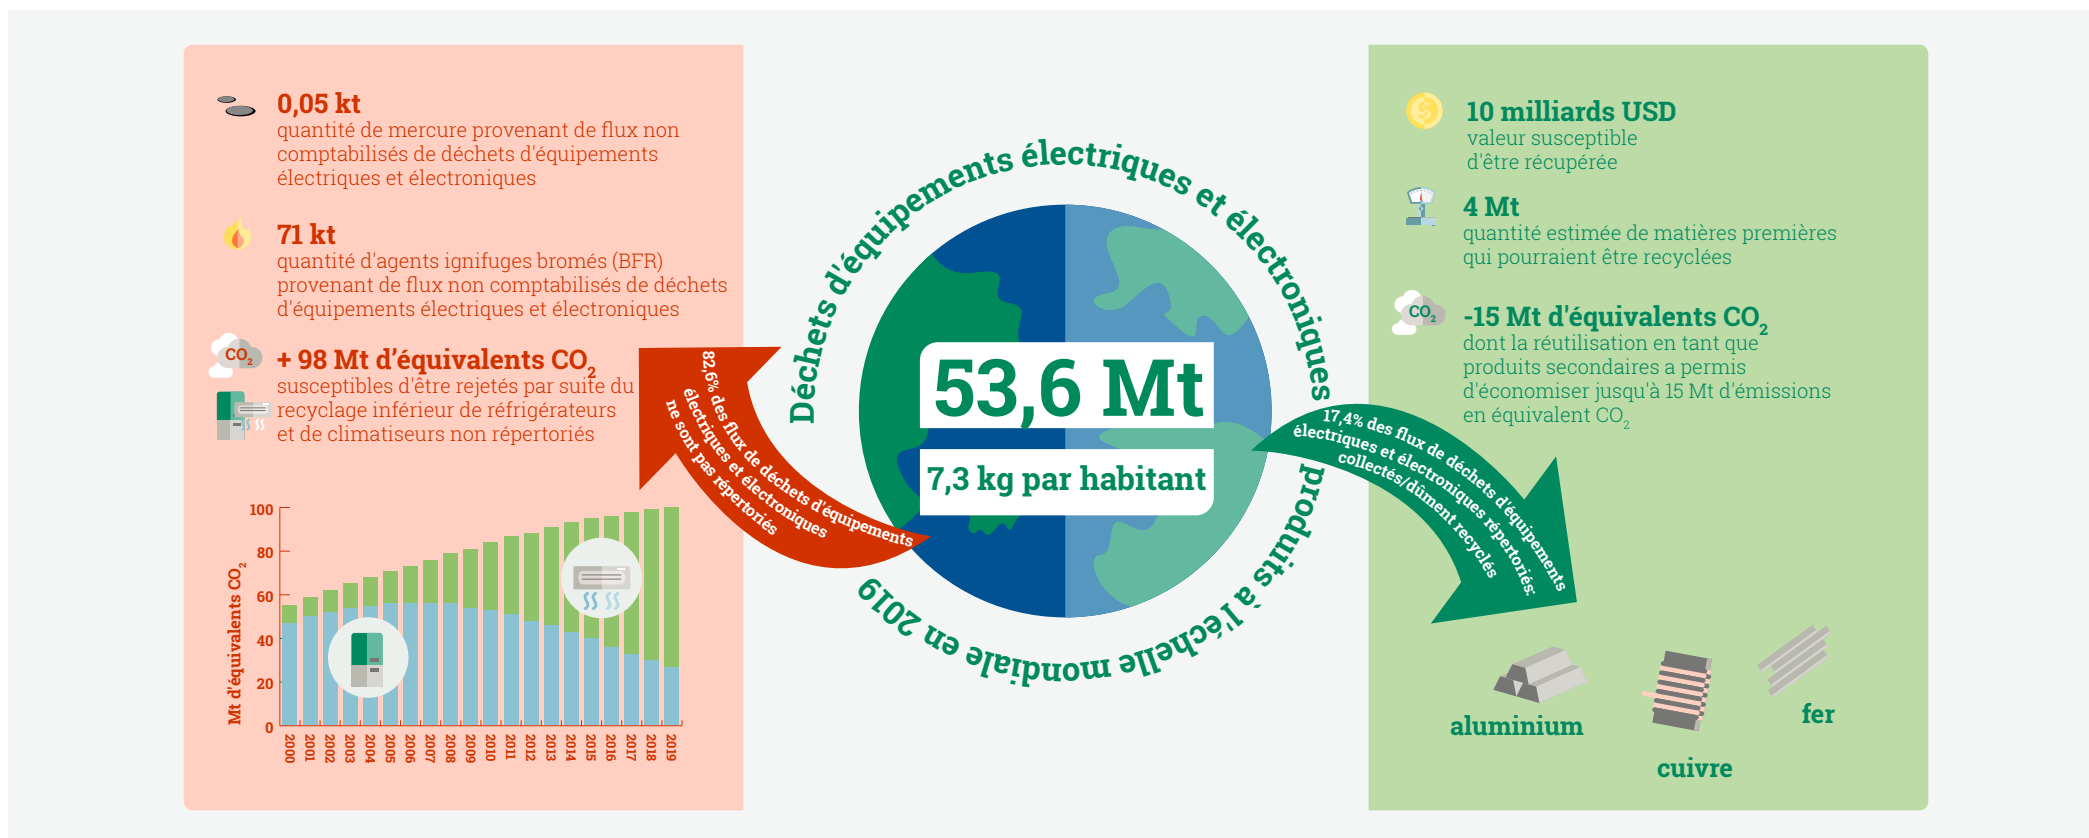 0,05 kt
quantité de mercure provenant de flux non
comptabilisés de déchets d'équipements
électriques et électroniques
71 kt
quantité d'agents ignifuges bromés (BFR)
provenant de flux non comptabilisés de déchets
d'équipements électriques et électroniques
CO2
+ 98 Mt d’équivalents CO2
susceptibles d'être rejetés par suite du
recyclage inférieur de réfrigérateurs
et de climatiseurs non répertoriés
Mt d'équivalents CO2
100
80
60
40
20
0
2000
2001
2002
2003
2004
2005
2006
2007
2008
2009
2010
2011
2012
2013
2014
2015
2016
2017
2018
2019
82,6% des flux de déchets d'équipements
électriques et électroniques
ne sont pas répertoriés
Déchets d'équipements électriques et électroniques
produits à l'échelle mondiale en 2019
53,6 Mt
7,3 kg par habitant
17,4% des flux de déchets d'équipements
électriques et électroniques répertoriés:
collectés/dûment recyclés
$
10 milliards USD
valeur susceptible
d'être récupérée
4 Mt
quantité estimée de matières premières
qui pourraient être recyclées
CO2
-15 Mt d'équivalents CO2
dont la réutilisation en tant que
produits secondaires a permis
d'économiser jusqu'à 15 Mt d'émissions
en équivalent CO2
aluminium
cuivre
fer